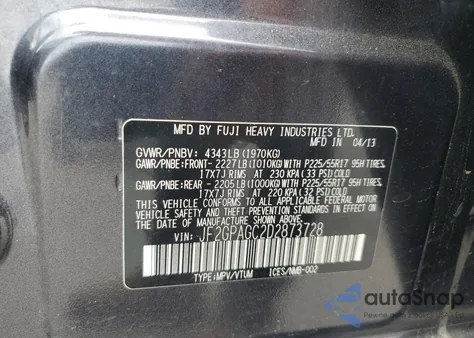 MFD. BY FUJI HEAVY INDUSTRIES LTD.
MFD IN 04/13
GVWR/PNBV: 4343LB(1970KG)
GAWR/PNBE:FRONT- 2227LB(1010KG)WITH P225/55R17 95H TIRES.
17X7J RIMS AT 230 KPA(33 PSI)COLD
GAWR/PNBE:REAR - 2205LB(1000KG)WITH P225/55R17 95H TIRES.
17X7J RIMS AT 220 KPA(32 PSI)COLD
THIS VEHICLE CONFORMS TO ALL APPLICABLE
FEDERAL MOTOR VEHICLE SAFETY, BUMPER,
AND THEFT PREVENTION STANDARDS IN EFFECT
ON THE DATE OF MANUFACTURE SHOWN ABOVE.
VIN: JF2GPAGC2D2873728
TYPE:MPV/VTUM ICES/NMB-002
autoSnap